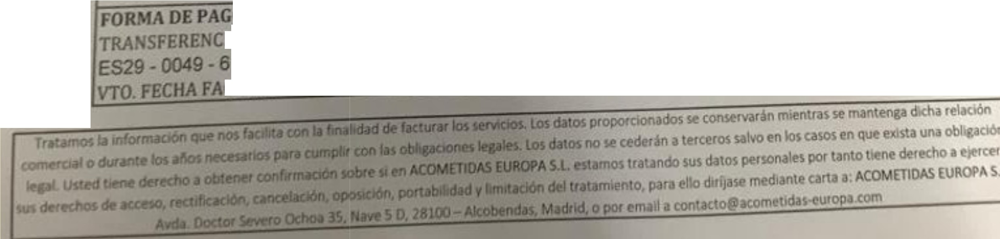 FORMA DE PAG
TRANSFERENC
ES29 - 0049 - 6
VTO. FECHA FA
Tratamos la información que nos facilita con la finalidad de facturar los servicios. Los datos proporcionados se conservarán mientras se mantenga dicha relación
comercial o durante los años necesarios para cumplir con las obligaciones legales. Los datos no se cederán a terceros salvo en los casos en que exista una obligación
legal. Usted tiene derecho a obtener confirmación sobre si en ACOMETIDAS EUROPA S.L. estamos tratando sus datos personales por tanto tiene derecho a ejercer
sus derechos de acceso, rectificación, cancelación, oposición, portabilidad y limitación del tratamiento, para ello diríjase mediante carta a: ACOMETIDAS EUROPA S.
Avda. Doctor Severo Ochoa 35, Nave 5 D, 28100 – Alcobendas, Madrid, o por email a contacto@acometidas-europa.com